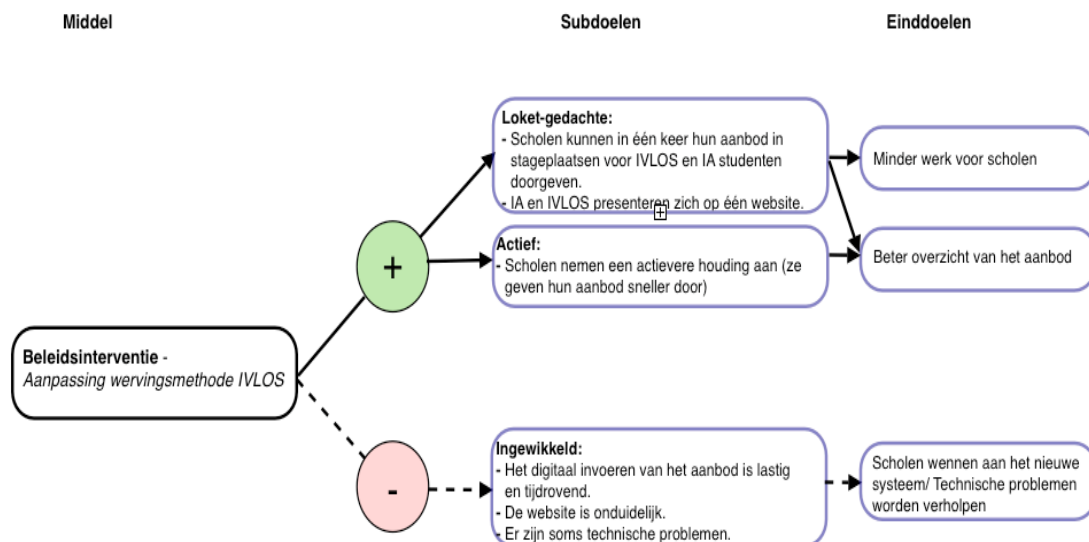 Middel
Subdoelen
Einddoelen
Loket-gedachte:
- Scholen kunnen in één keer hun aanbod in
stageplaatsen voor IVLOS en IA studenten
doorgeven.
- IA en IVLOS presenteren zich op één website.
Minder werk voor scholen
+
Actief:
- Scholen nemen een actievere houding aan (ze
geven hun aanbod sneller door)
Beter overzicht van het aanbod
Beleidsinterventie -
Aanpassing wervingsmethode IVLOS
-
Ingewikkeld:
- Het digitaal invoeren van het aanbod is lastig
en tijdrovend.
- De website is onduidelijk.
- Er zijn soms technische problemen.
Scholen wennen aan het nieuwe
systeem/ Technische problemen
worden verholpen